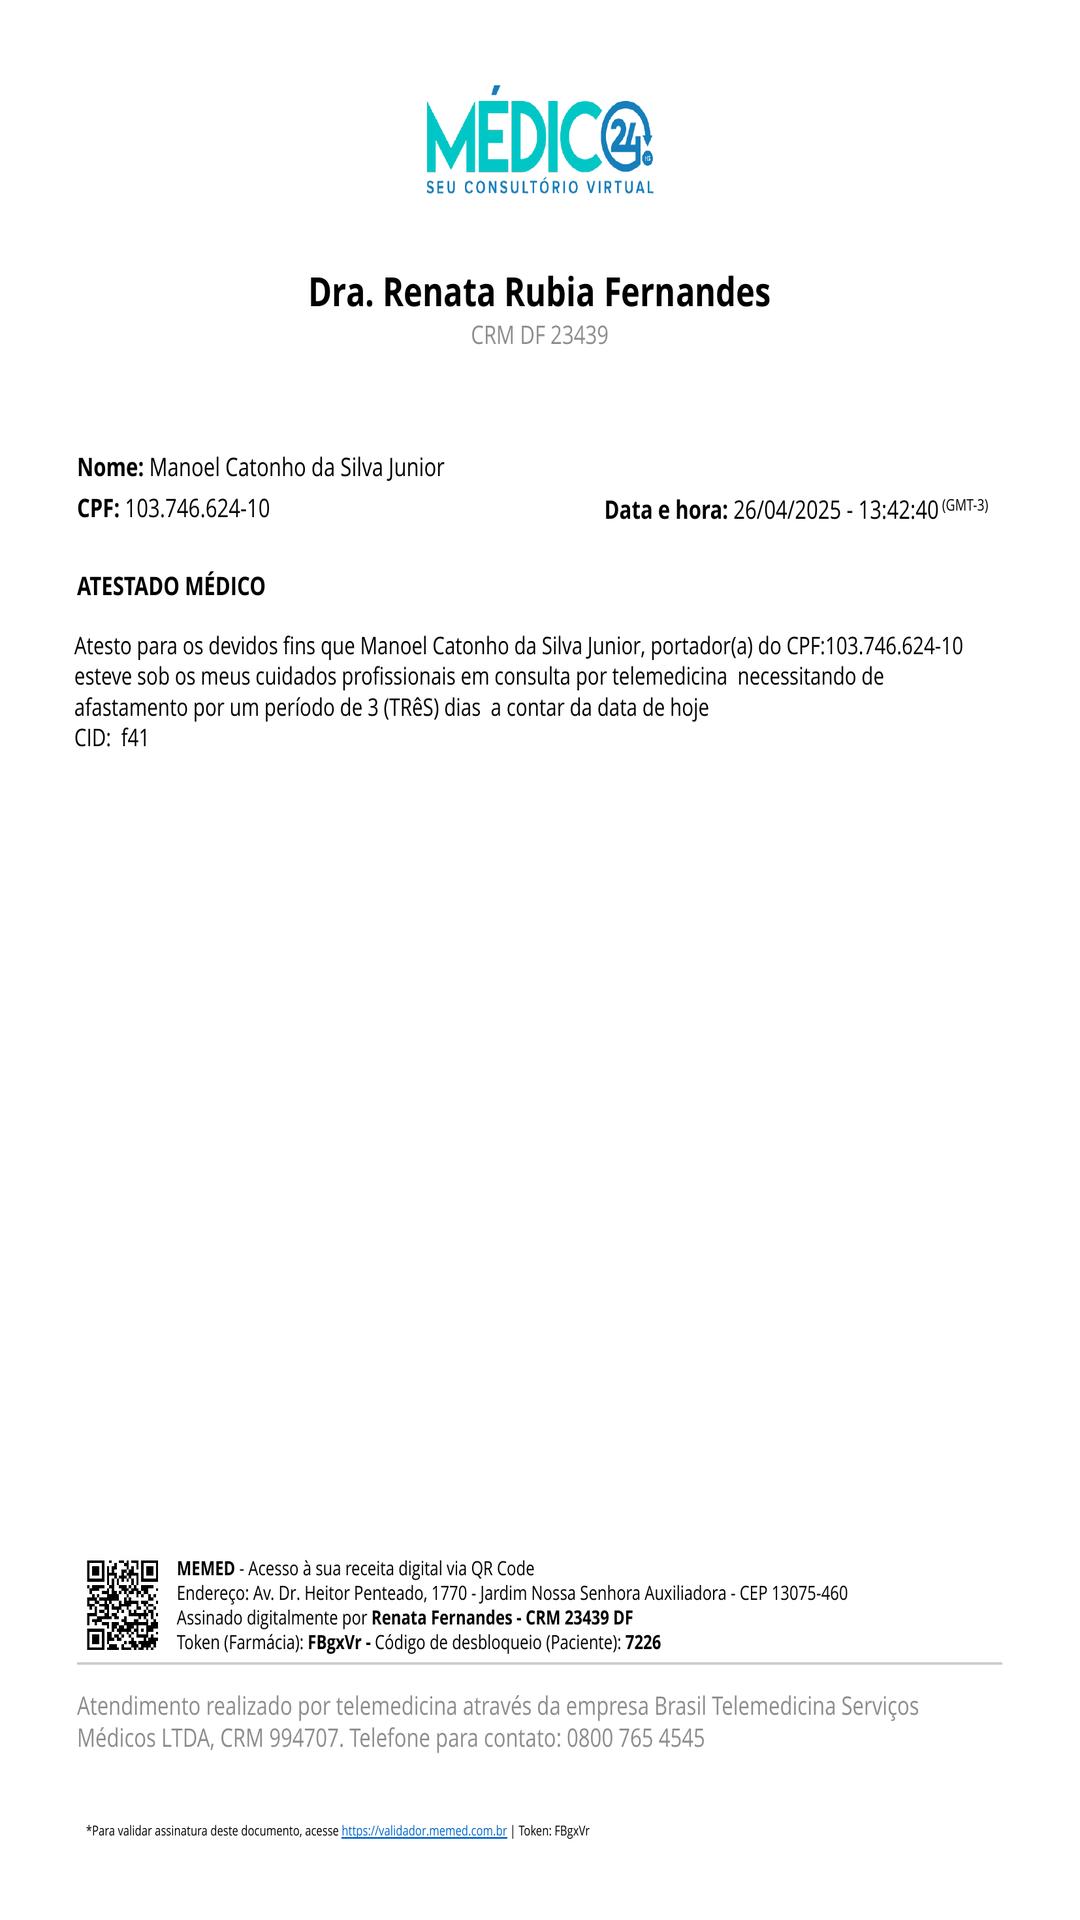 MÉDICO 24 HS
SEU CONSULTÓRIO VIRTUAL
Dra. Renata Rubia Fernandes
CRM DF 23439
Nome: Manoel Catonho da Silva Junior
CPF: 103.746.624-10
Data e hora: 26/04/2025 - 13:42:40 (GMT-3)
ATESTADO MÉDICO
Atesto para os devidos fins que Manoel Catonho da Silva Junior, portador(a) do CPF:103.746.624-10
esteve sob os meus cuidados profissionais em consulta por telemedicina  necessitando de
afastamento por um período de 3 (TRêS) dias  a contar da data de hoje
CID:  f41
MEMED - Acesso à sua receita digital via QR Code
Endereço: Av. Dr. Heitor Penteado, 1770 - Jardim Nossa Senhora Auxiliadora - CEP 13075-460
Assinado digitalmente por Renata Fernandes - CRM 23439 DF
Token (Farmácia): FBgxVr - Código de desbloqueio (Paciente): 7226
Atendimento realizado por telemedicina através da empresa Brasil Telemedicina Serviços
Médicos LTDA, CRM 994707. Telefone para contato: 0800 765 4545
*Para validar assinatura deste documento, acesse https://validador.memed.com.br | Token: FBgxVr